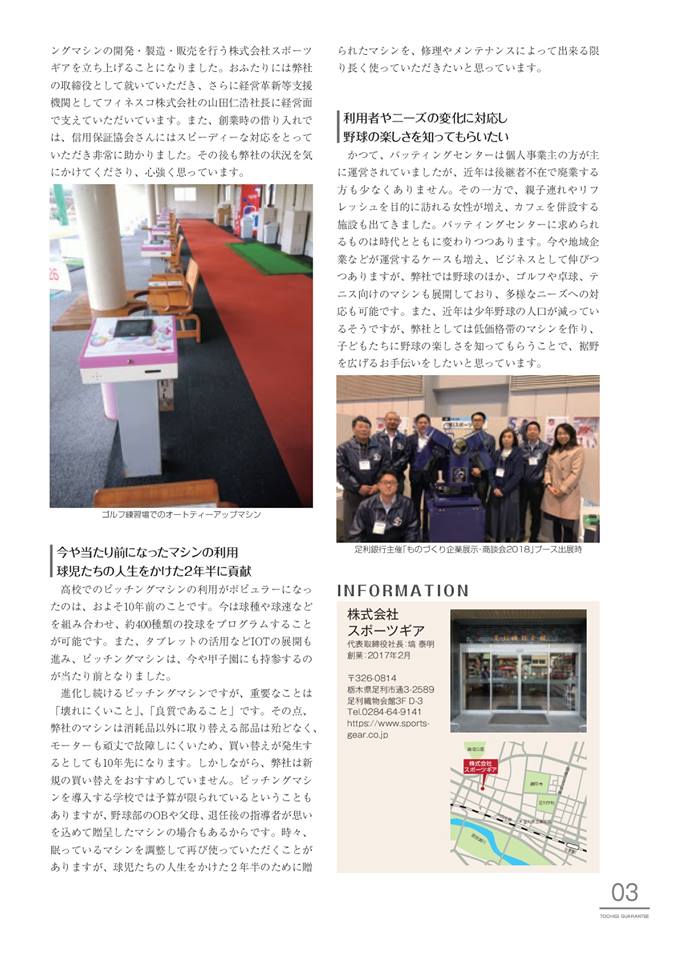 ングマシンの開発・製造・販売を行う株式会社スポーツ
ギアを立ち上げることになりました。おふたりには弊社
の取締役として就いていただき、さらに経営革新等支援
機関としてフィネスコ株式会社の山田仁浩社長に経営面
で支えていただいています。また、創業時の借り入れで
は、信用保証協会さんにはスピーディーな対応をとって
いただき非常に助かりました。その後も弊社の状況を気
にかけてくださり、心強く思っています。
ゴルフ練習場でのオートティーアップマシン
今や当たり前になったマシンの利用
球児たちの人生をかけた2年半に貢献
高校でのピッチングマシンの利用がポピュラーになっ
たのは、およそ10年前のことです。今は球種や球速など
を組み合わせ、約400種類の投球をプログラムすること
が可能です。また、タブレットの活用などIOTの展開も
進み、ピッチングマシンは、今や甲子園にも持参するの
が当たり前となりました。
進化し続けるピッチングマシンですが、重要なことは
「壊れにくいこと」、「良質であること」です。その点、
弊社のマシンは消耗品以外に取り替える部品は殆どなく、
モーターも頑丈で故障しにくいため、買い替えが発生す
るとしても10年先になります。しかしながら、弊社は新
規の買い替えをおすすめしていません。ピッチングマシ
ンを導入する学校では予算が限られているということも
ありますが、野球部のOBや父母、退任後の指導者が思い
を込めて贈呈したマシンの場合もあるからです。時々、
眠っているマシンを調整して再び使っていただくことが
ありますが、球児たちの人生をかけた2年半のために贈
られたマシンを、修理やメンテナンスによって出来る限
り長く使っていただきたいと思っています。
利用者やニーズの変化に対応し
野球の楽しさを知ってもらいたい
かつて、バッティングセンターは個人事業主の方が主
に運営されていましたが、近年は後継者不在で廃業する
方も少なくありません。その一方で、親子連れやリフ
レッシュを目的に訪れる女性が増え、カフェを併設する
施設も出てきました。バッティングセンターに求められ
るものは時代とともに変わりつつあります。今や地域企
業などが運営するケースも増え、ビジネスとして伸びつ
つありますが、弊社では野球のほか、ゴルフや卓球、テ
ニス向けのマシンも展開しており、多様なニーズへの対
応も可能です。また、近年は少年野球の人口が減ってい
るそうですが、弊社としては低価格帯のマシンを作り、
子どもたちに野球の楽しさを知ってもらうことで、裾野
を広げるお手伝いをしたいと思っています。
足利銀行主催「ものづくり企業展示・商談会2018」ブース出展時
INFORMATION
株式会社
スポーツギア
代表取締役社長:塙 泰明
創業:2017年2月
〒326-0814
栃木県足利市通3-2589
足利織物会館3F D-3
Tel.0284-64-9141
https://www.sports-
gear.co.jp
株式会社
スポーツギア
03
TOCHIGI GUARANTEE